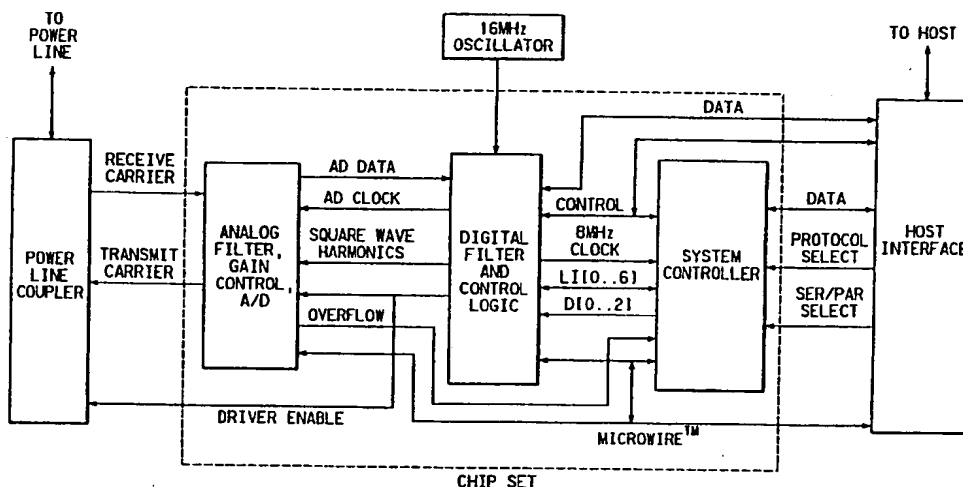 TO
POWER
LINE
16MHz
OSCILLATOR
TO HOST
DATA
RECEIVE
CARRIER
AD DATA
AD CLOCK
CONTROL
DATA
POWER
LINE
COUPLER
TRANSMIT
CARRIER
ANALOG
FILTER,
GAIN
CONTROL,
A/D
SQUARE WAVE
HARMONICS
DIGITAL
FILTER
AND
CONTROL
LOGIC
8MHz
CLOCK
LI[0..6]
D[0..2]
SYSTEM
CONTROLLER
PROTOCOL
SELECT
SER/PAR
SELECT
HOST
INTERFACE
OVERFLOW
DRIVER ENABLE
MICROWIRE™
CHIP SET